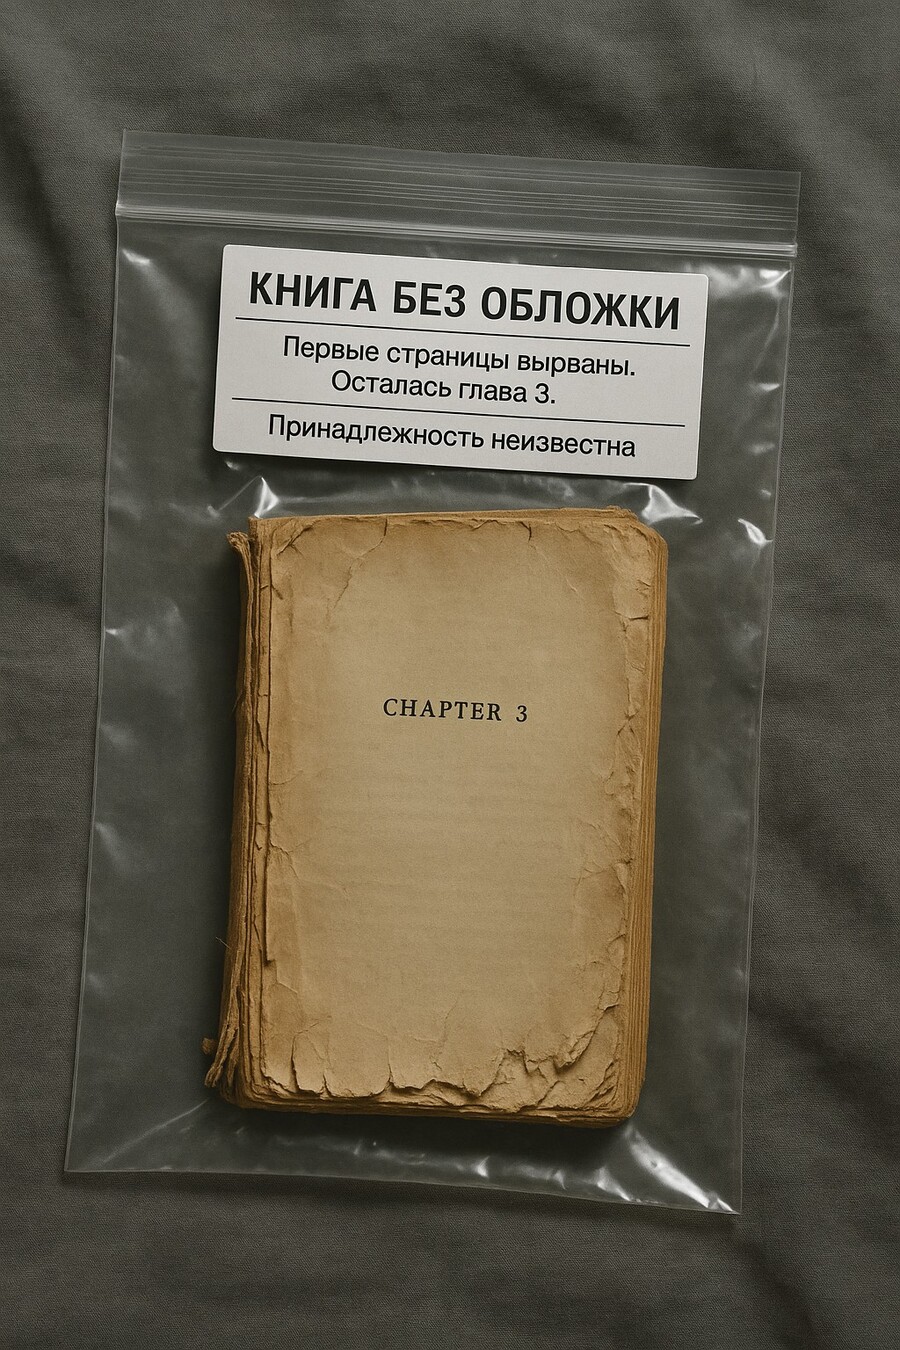 КНИГА БЕЗ ОБЛОЖКИ
Первые страницы вырваны.
Осталась глава 3.
Принадлежность неизвестна
CHAPTER 3